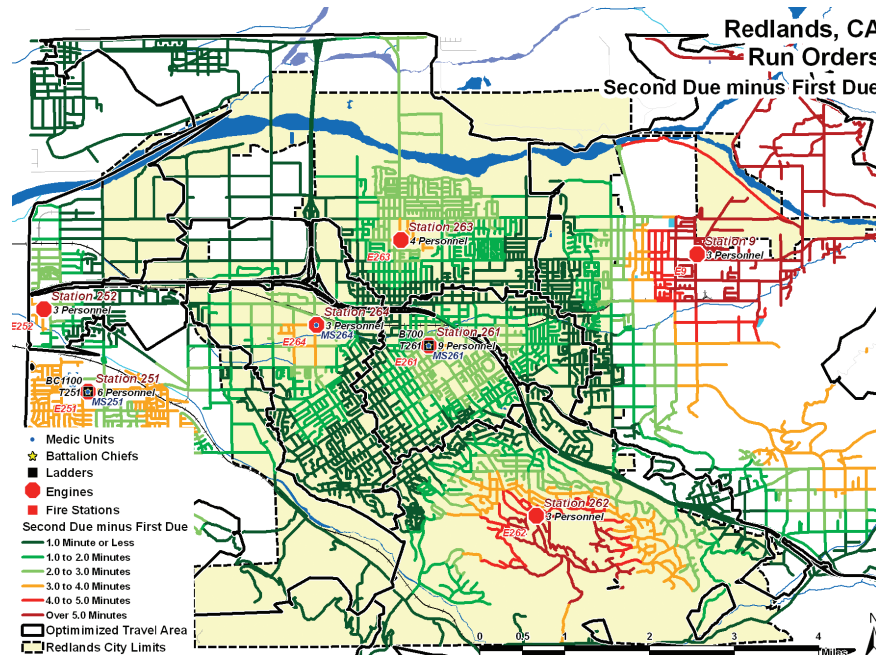 Redlands, CA
Run Orders
Second Due minus First Due
Station 263
4 Personnel
E263
Station 9
3 Personnel
E9
Station 252
3 Personnel
E252
Station 264
3 Personnel
MS264
E264
B700
Station 261
T261
9 Personnel
E261
MS261
BC1100
Station 251
T251
6 Personnel
E251
MS251
Station 262
3 Personnel
E262
Medic Units
Battalion Chiefs
Ladders
Engines
Fire Stations
Second Due minus First Due
1.0 Minute or Less
1.0 to 2.0 Minutes
2.0 to 3.0 Minutes
3.0 to 4.0 Minutes
4.0 to 5.0 Minutes
Over 5.0 Minutes
Optimimized Travel Area
Redlands City Limits
0 0.5 1 2 3 4
Miles
N